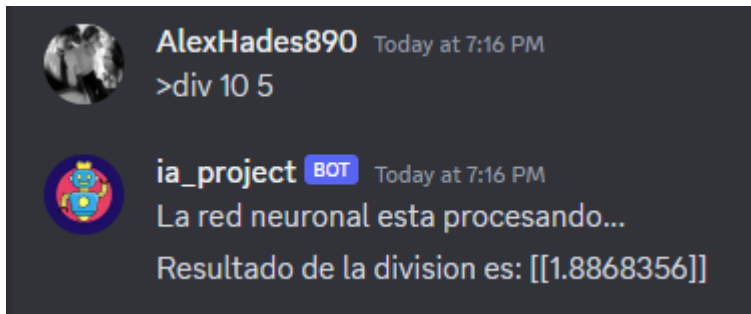 AlexHades890 Today at 7:16 PM
>div 10 5
ia_project BOT Today at 7:16 PM
La red neuronal esta procesando...
Resultado de la division es: [[1.8868356]]